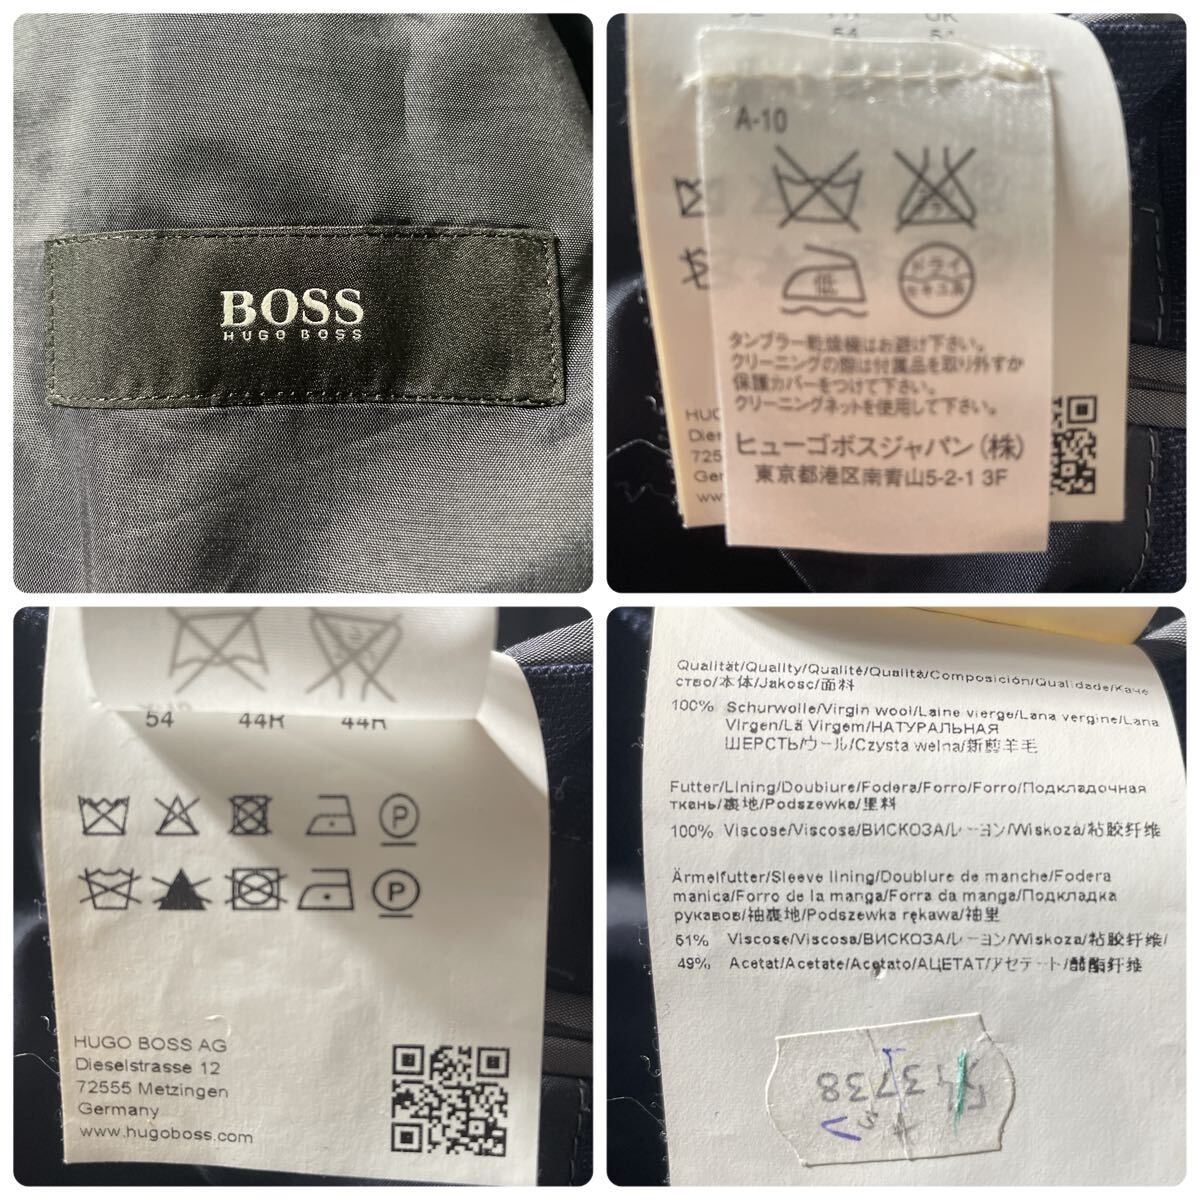 BOSS
HUGO BOSS
54
A-10
低
ドライ
セキユ系
タンブラー乾燥機はお避け下さい。
クリーニングの際は付属品を取り外すか
保護カバーをつけて下さい。
クリーニングネットを使用して下さい。
ヒューゴボスジャパン(株)
東京都港区南青山5-2-1 3F
HUG
Die
725
Ger
ww
54 44R 44R
P
P
HUGO BOSS AG
Dieselstrasse 12
72555 Metzingen
Germany
www.hugoboss.com
Qualität/Quality/Qualité/Qualità/Composición/Qualidade/Каче
ство/本体/Jakosc/面料
100% Schurwolle/Virgin wool/Laine vierge/Lana vergine/Lana
Virgen/Lã Virgem/НАТУРАЛЬНАЯ
ШЕРСТЬ/ウール/Czysta welna/新剪羊毛
Futter/Lining/Doublure/Fodera/Forro/Forro/Подкладочная
ткань/裏地/Podszewka/里料
100% Viscose/Viscosa/ВИСКОЗА/レーヨン/Wiskoza/粘胶纤维
Ärmelfutter/Sleeve lining/Doublure de manche/Fodera
manica/Forro de la manga/Forra da manga/Подкладка
рукавов/袖裏地/Podszewka rękawa/袖里
51% Viscose/Viscosa/ВИСКОЗА/レーヨン/Wiskoza/粘胶纤维/
49% Acetat/Acetate/Acetato/АЦЕТАТ/アセテート/醋酯纤维